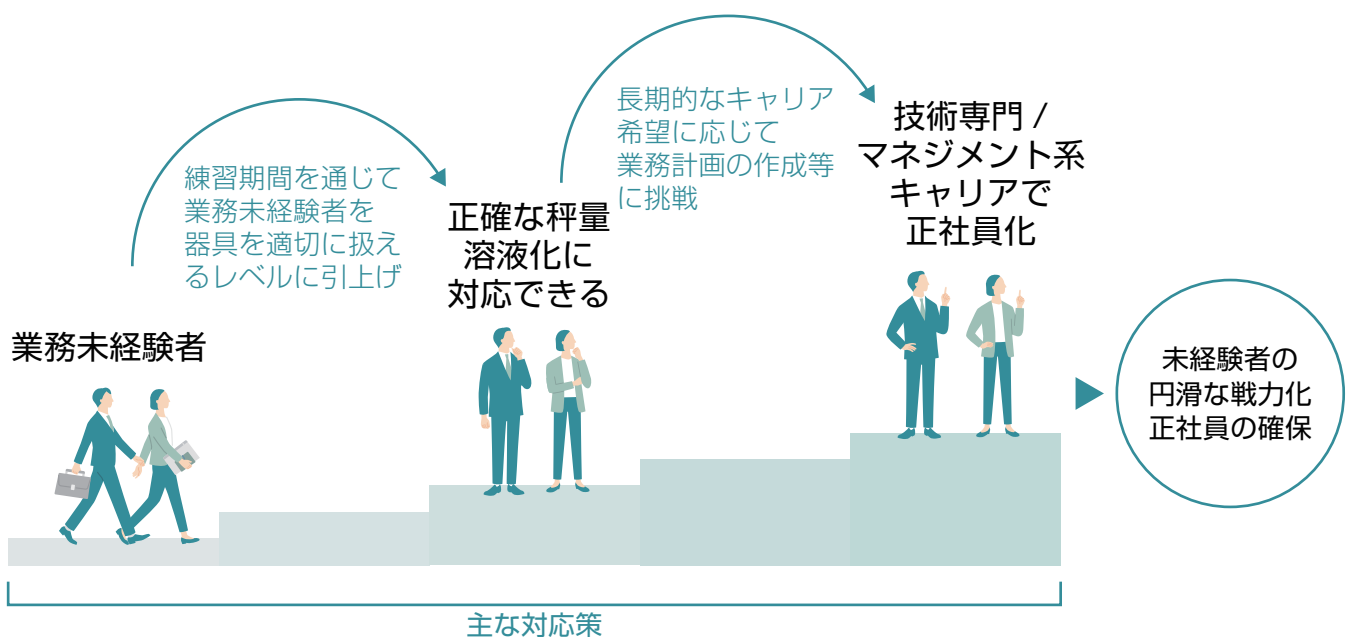 業務未経験者
練習期間を通じて
業務未経験者を
器具を適切に扱え
るレベルに引上げ
正確な秤量
溶液化に
対応できる
長期的なキャリア
希望に応じて
業務計画の作成等
に挑戦
技術専門 /
マネジメント系
キャリアで
正社員化
未経験者の
円滑な戦力化
正社員の確保
主な対応策